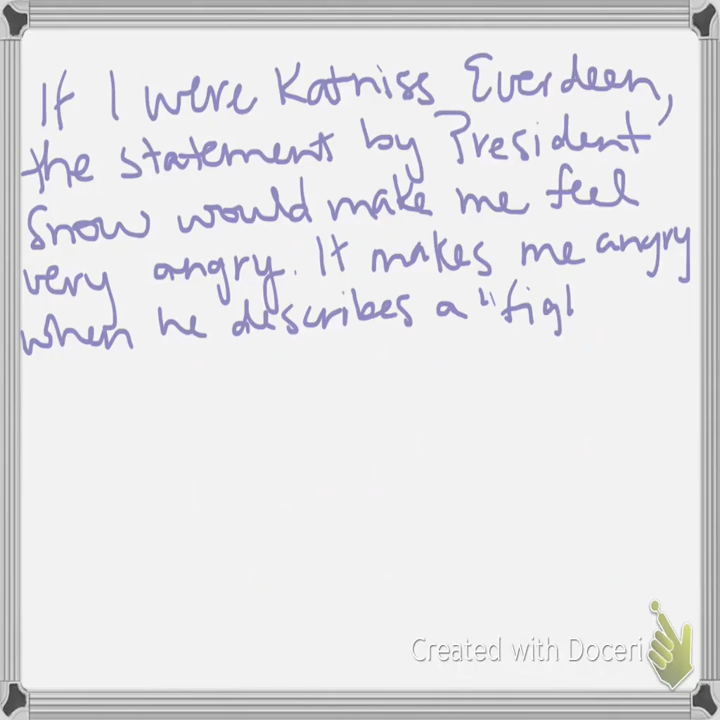 If I were Katniss Everdeen,
the statement by President
Snow would make me feel
very angry. It makes me angry
when he describes a "fig
Created with Doceri